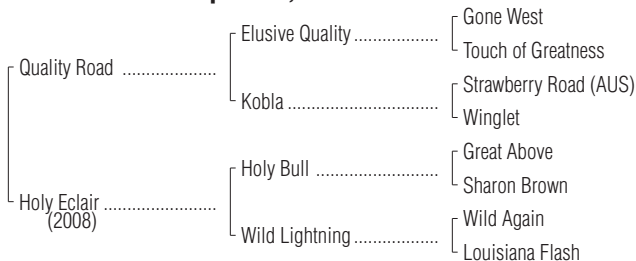 Gone West
Elusive Quality ..................
Touch of Greatness
Quality Road ....................
Strawberry Road (AUS)
Kobla ................................
Winglet
Great Above
Holy Bull ..........................
Sharon Brown
Holy Eclair ........................
(2008)
Wild Again
Wild Lightning ..................
Louisiana Flash